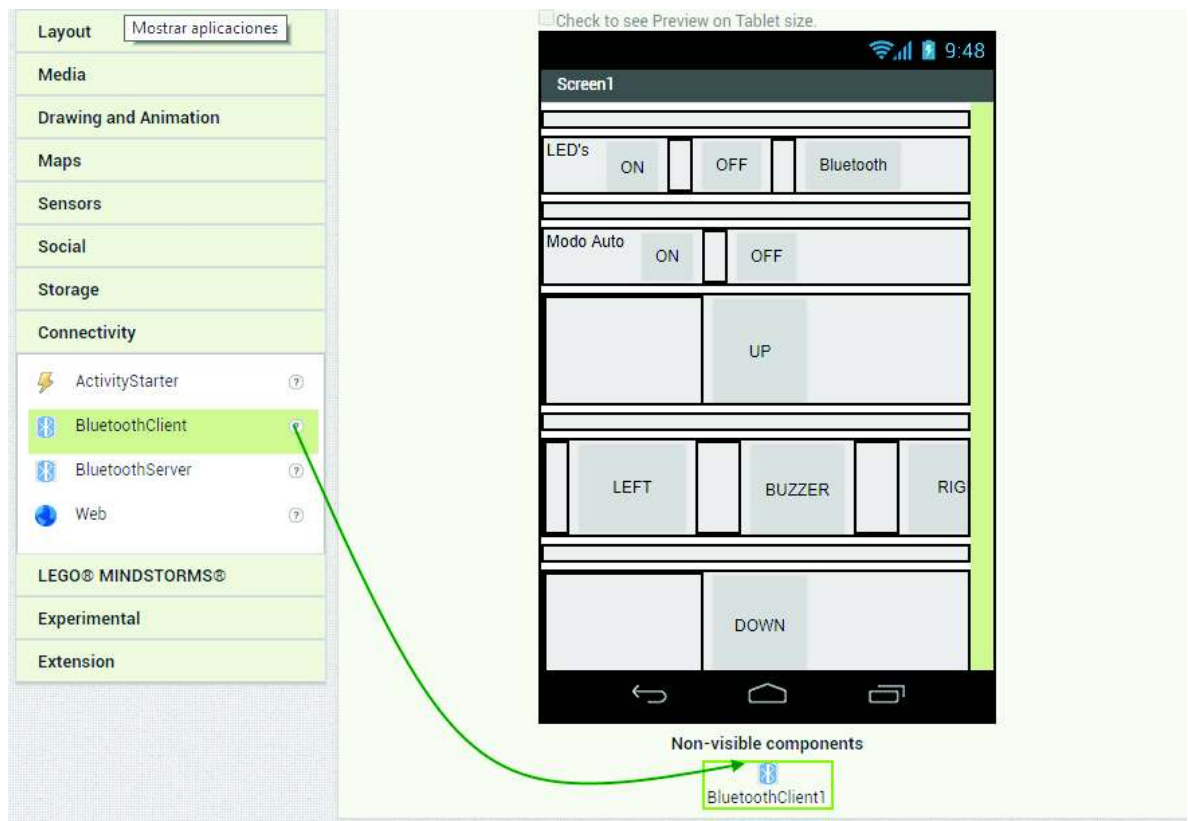 Layout
Mostrar aplicaciones
Media
Drawing and Animation
Maps
Sensors
Social
Storage
Connectivity
ActivityStarter ?
BluetoothClient ?
BluetoothServer ?
Web ?
LEGO® MINDSTORMS®
Experimental
Extension
Check to see Preview on Tablet size.
9:48
Screen1
LED's ON OFF Bluetooth
Modo Auto ON OFF
UP
LEFT BUZZER RIG
DOWN
Non-visible components
BluetoothClient1